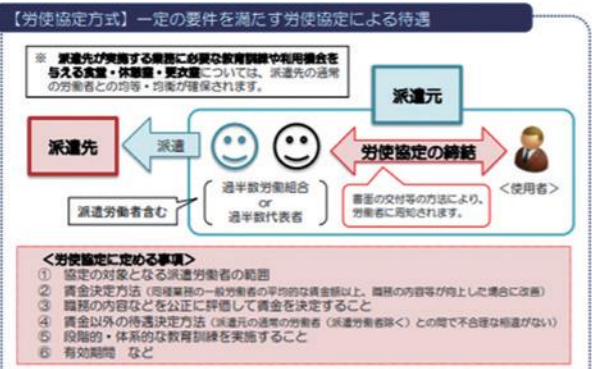 【労使協定方式】一定の要件を満たす労使協定による待遇
※ 派遣先が実施する業務に必要な教育訓練や利用機会を
与える食堂・休憩室・更衣室については、派遣先の通常
の労働者との均等・均衡が確保されます。
派遣元
派遣先
派遣
労使協定の締結
＜使用者＞
派遣労働者含む
過半数労働組合
or
過半数代表者
書面の交付等の方法により、
労働者に周知されます。
＜労使協定に定める事項＞
① 協定の対象となる派遣労働者の範囲
② 賃金決定方法（同種業務の一般労働者の平均的な賃金額以上、職務の内容等が向上した場合に改善）
③ 職務の内容などを公正に評価して賃金を決定すること
④ 賃金以外の待遇決定方法（派遣元の通常の労働者（派遣労働者除く）との間で不合理な相違がない）
⑤ 段階的・体系的な教育訓練を実施すること
⑥ 有効期間 など